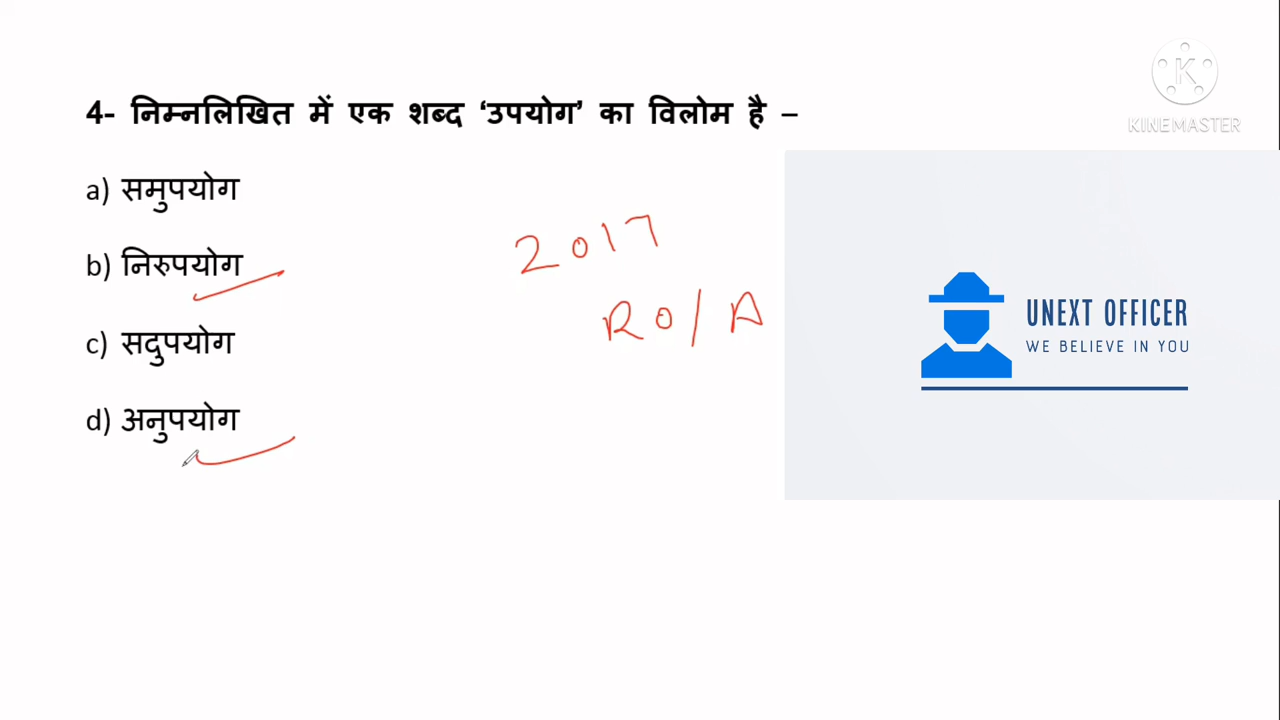 4- निम्नलिखित में एक शब्द ‘उपयोग’ का विलोम है –
a) समुपयोग
b) निरुपयोग
c) सदुपयोग
d) अनुपयोग
2017
RO/A
KINEMASTER
UNEXT OFFICER
WE BELIEVE IN YOU